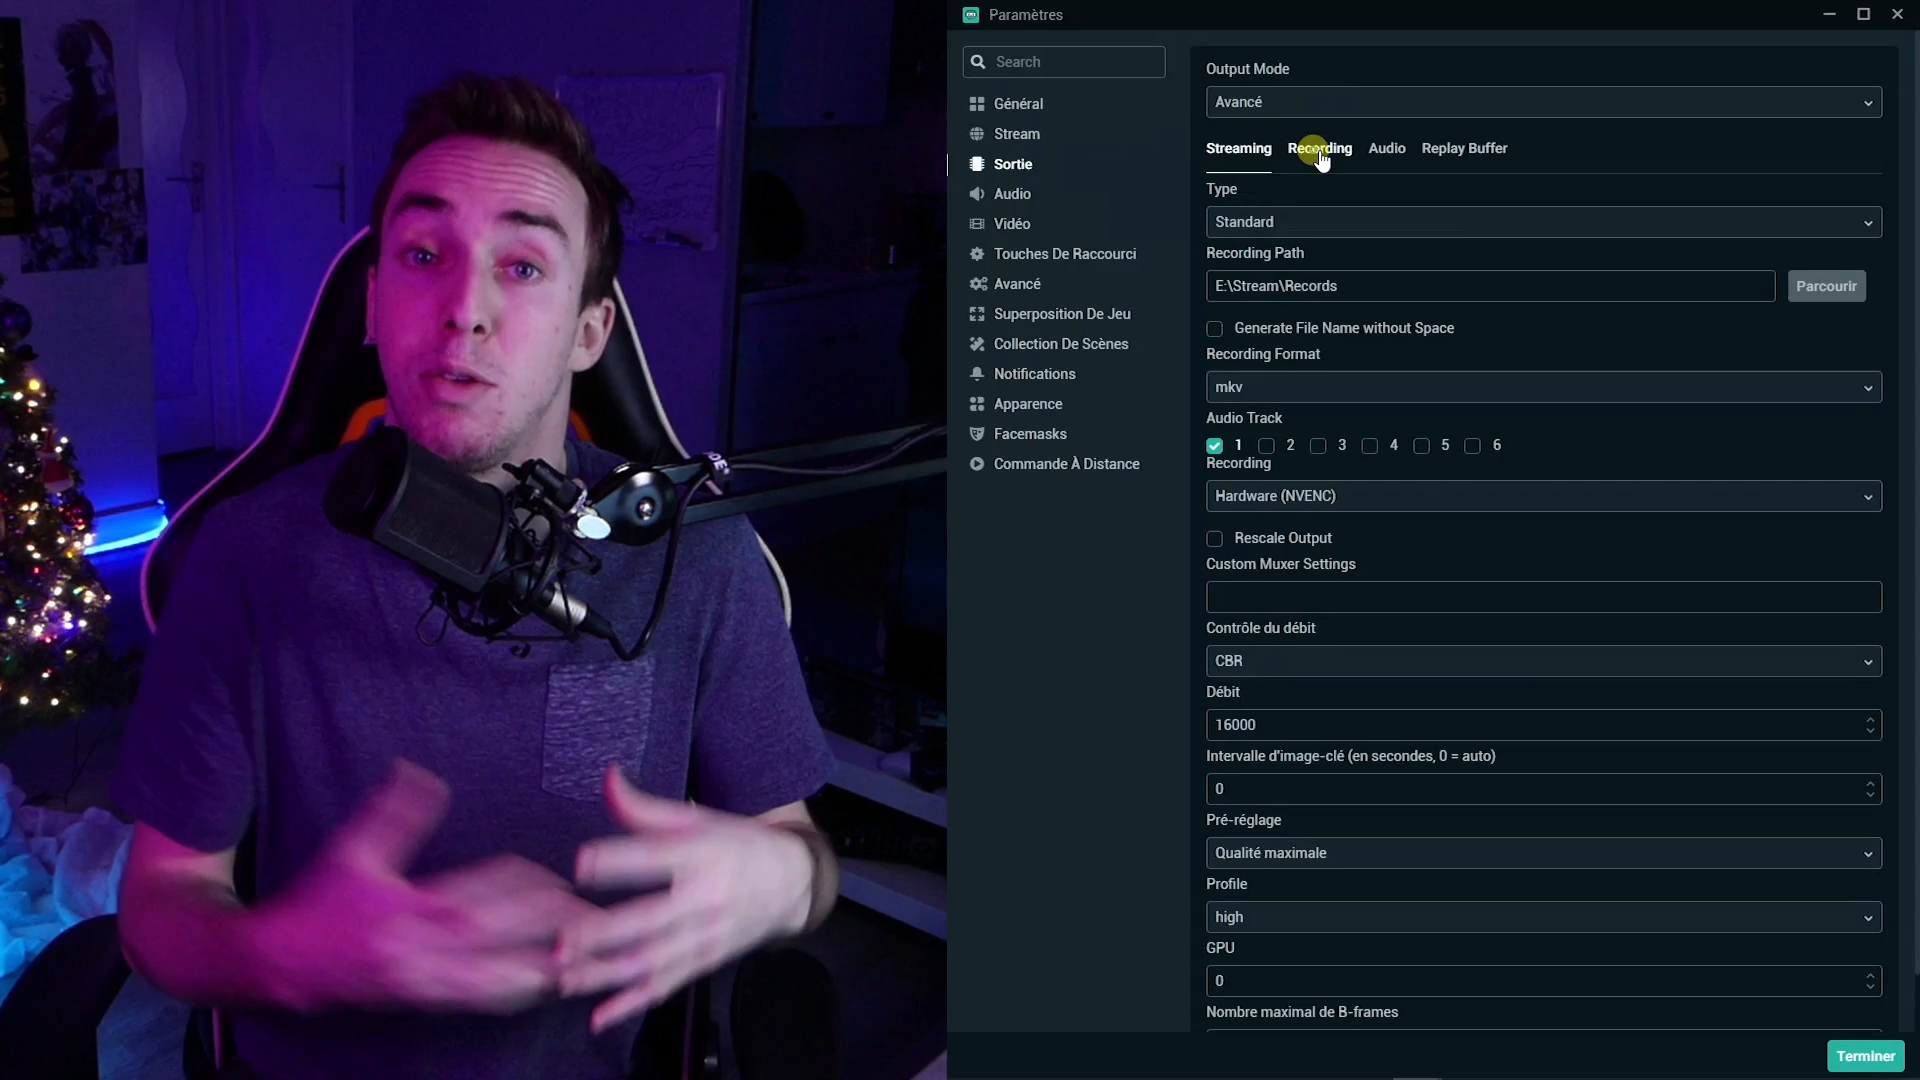 Paramètres
Search
Général
Stream
Sortie
Audio
Vidéo
Touches De Raccourci
Avancé
Superposition De Jeu
Collection De Scènes
Notifications
Apparence
Facemasks
Commande À Distance
Output Mode
Avancé
Streaming Recording Audio Replay Buffer
Type
Standard
Recording Path
E:\Stream\Records Parcourir
Generate File Name without Space
Recording Format
mkv
Audio Track
1 2 3 4 5 6
Recording
Hardware (NVENC)
Rescale Output
Custom Muxer Settings
Contrôle du débit
CBR
Débit
16000
Intervalle d'image-clé (en secondes, 0 = auto)
0
Pré-réglage
Qualité maximale
Profile
high
GPU
0
Nombre maximal de B-frames
Terminer